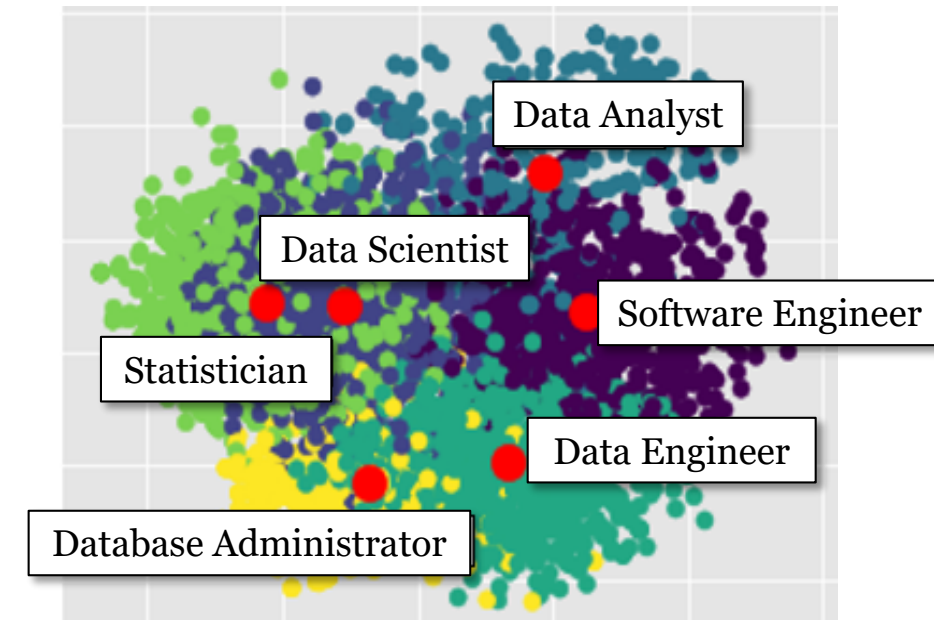 Data Analyst
Data Scientist
Software Engineer
Statistician
Data Engineer
Database Administrator